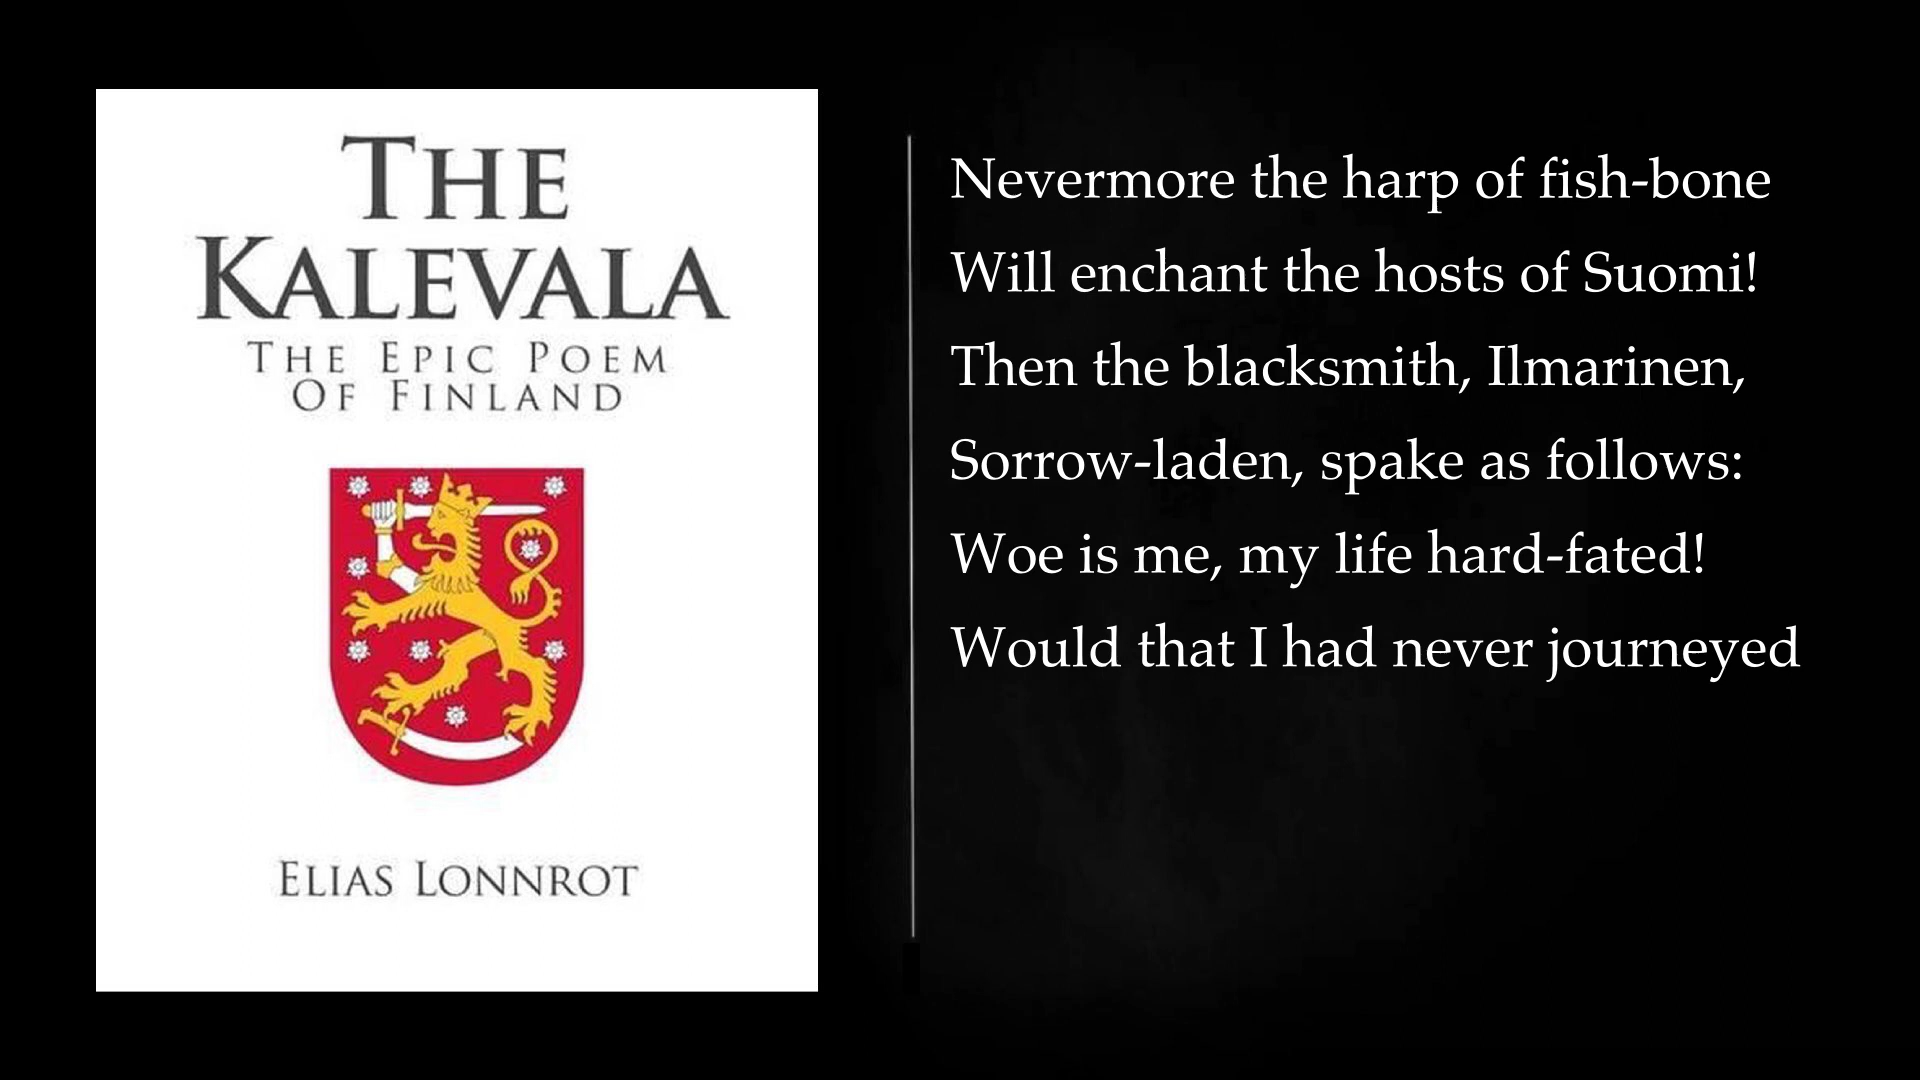 THE
KALEVALA
THE EPIC POEM
OF FINLAND
ELIAS LONNROT
Nevermore the harp of fish-bone
Will enchant the hosts of Suomi!
Then the blacksmith, Ilmarinen,
Sorrow-laden, spake as follows:
Woe is me, my life hard-fated!
Would that I had never journeyed